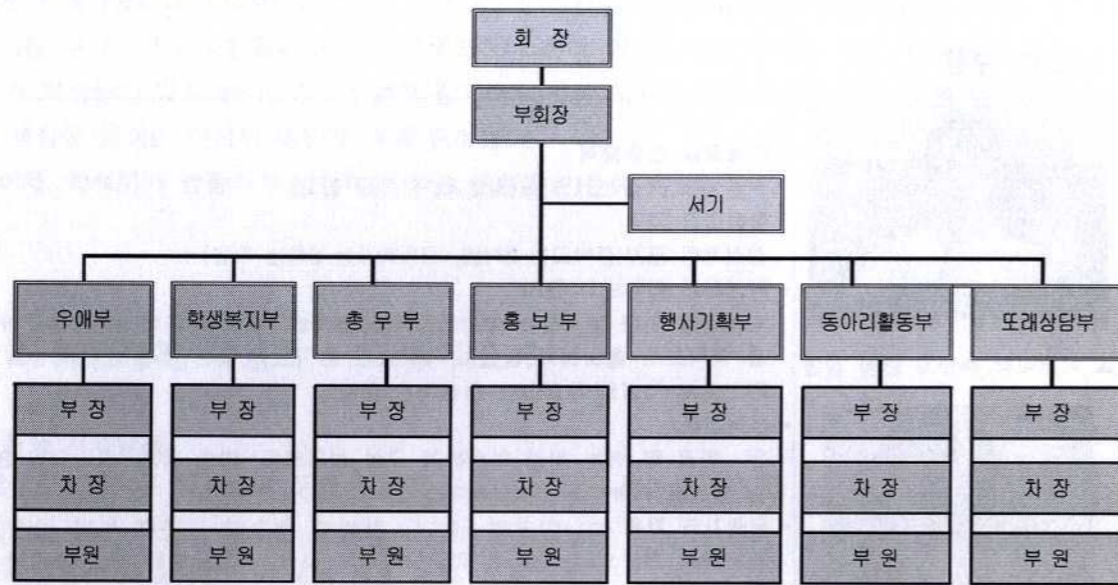 회 장
부회장
서기
우애부 학생복지부 총 무 부 홍 보 부 행사기획부 동아리활동부 또래상담부
부 장 부 장 부 장 부 장 부 장 부 장 부 장
차 장 차 장 차 장 차 장 차 장 차 장 차 장
부원 부 원 부 원 부 원 부 원 부 원 부 원